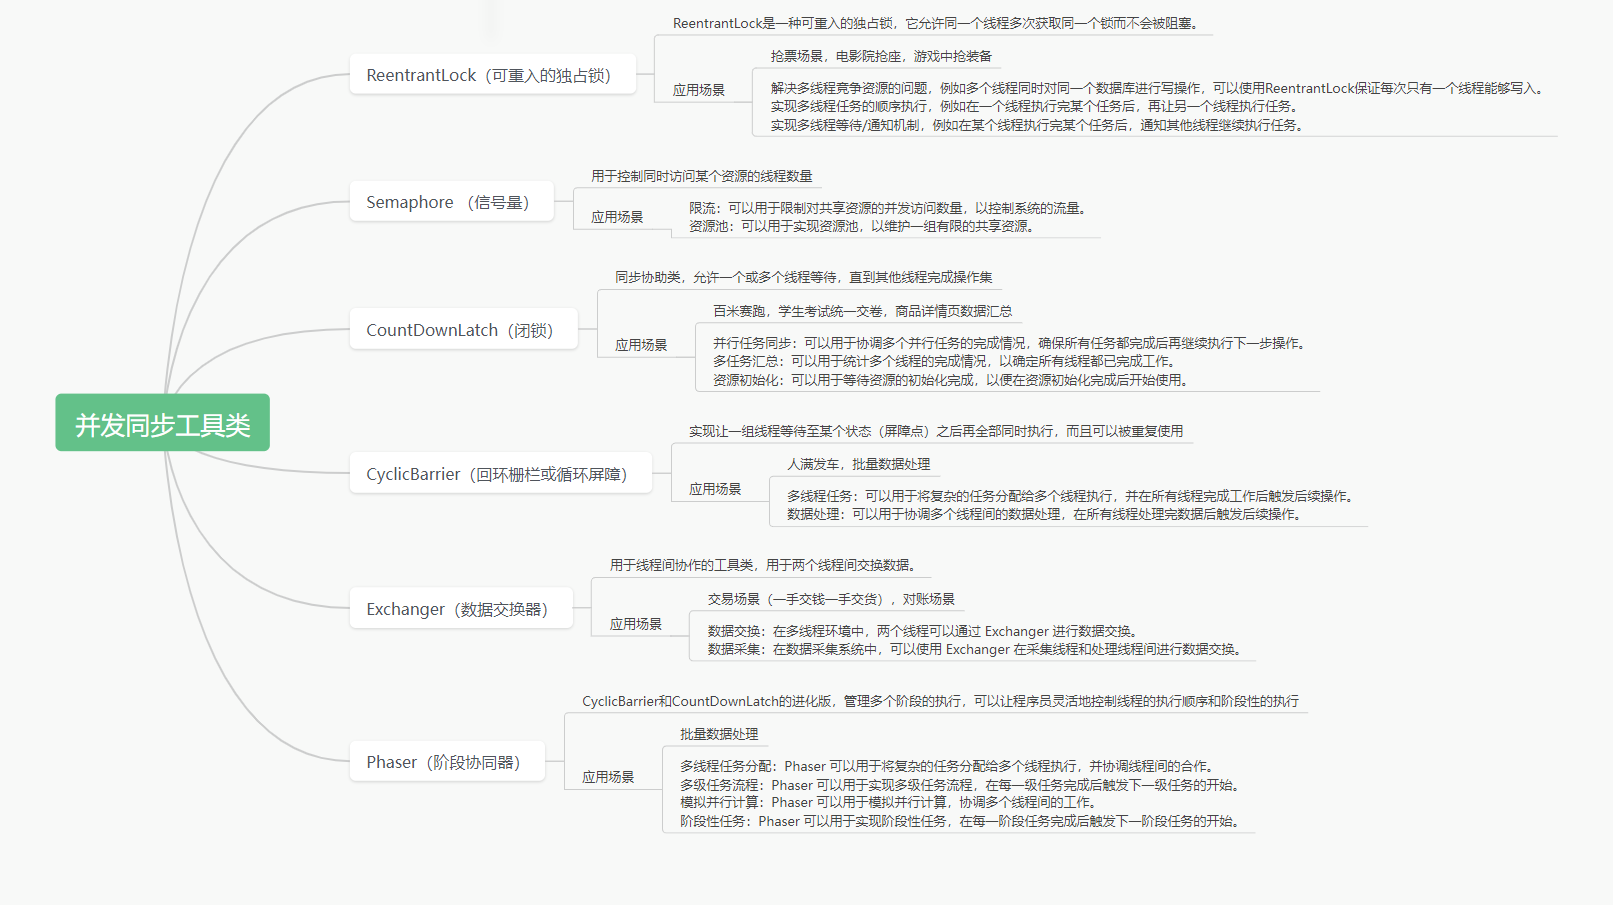 并发同步工具类
ReentrantLock（可重入的独占锁）
ReentrantLock是一种可重入的独占锁，它允许同一个线程多次获取同一个锁而不会被阻塞。
应用场景
抢票场景，电影院抢座，游戏中抢装备
解决多线程竞争资源的问题，例如多个线程同时对同一个数据库进行写操作，可以使用ReentrantLock保证每次只有一个线程能够写入。
实现多线程任务的顺序执行，例如在一个线程执行完某个任务后，再让另一个线程执行任务。
实现多线程等待/通知机制，例如在某个线程执行完某个任务后，通知其他线程继续执行任务。
Semaphore （信号量）
用于控制同时访问某个资源的线程数量
应用场景
限流：可以用于限制对共享资源的并发访问数量，以控制系统的流量。
资源池：可以用于实现资源池，以维护一组有限的共享资源。
CountDownLatch（闭锁）
同步协助类，允许一个或多个线程等待，直到其他线程完成操作集
应用场景
百米赛跑，学生考试统一交卷，商品详情页数据汇总
并行任务同步：可以用于协调多个并行任务的完成情况，确保所有任务都完成后再继续执行下一步操作。
多任务汇总：可以用于统计多个线程的完成情况，以确定所有线程都已完成工作。
资源初始化：可以用于等待资源的初始化完成，以便在资源初始化完成后开始使用。
CyclicBarrier（回环栅栏或循环屏障）
实现让一组线程等待至某个状态（屏障点）之后再全部同时执行，而且可以被重复使用
应用场景
人满发车，批量数据处理
多线程任务：可以用于将复杂的任务分配给多个线程执行，并在所有线程完成工作后触发后续操作。
数据处理：可以用于协调多个线程间的数据处理，在所有线程处理完数据后触发后续操作。
Exchanger（数据交换器）
用于线程间协作的工具类，用于两个线程间交换数据。
应用场景
交易场景（一手交钱一手交货），对账场景
数据交换：在多线程环境中，两个线程可以通过 Exchanger 进行数据交换。
数据采集：在数据采集系统中，可以使用 Exchanger 在采集线程和处理线程间进行数据交换。
Phaser（阶段协同器）
CyclicBarrier和CountDownLatch的进化版，管理多个阶段的执行，可以让程序员灵活地控制线程的执行顺序和阶段性的执行
应用场景
批量数据处理
多线程任务分配：Phaser 可以用于将复杂的任务分配给多个线程执行，并协调线程间的合作。
多级任务流程：Phaser 可以用于实现多级任务流程，在每一级任务完成后触发下一级任务的开始。
模拟并行计算：Phaser 可以用于模拟并行计算，协调多个线程间的工作。
阶段性任务：Phaser 可以用于实现阶段性任务，在每一阶段任务完成后触发下一阶段任务的开始。